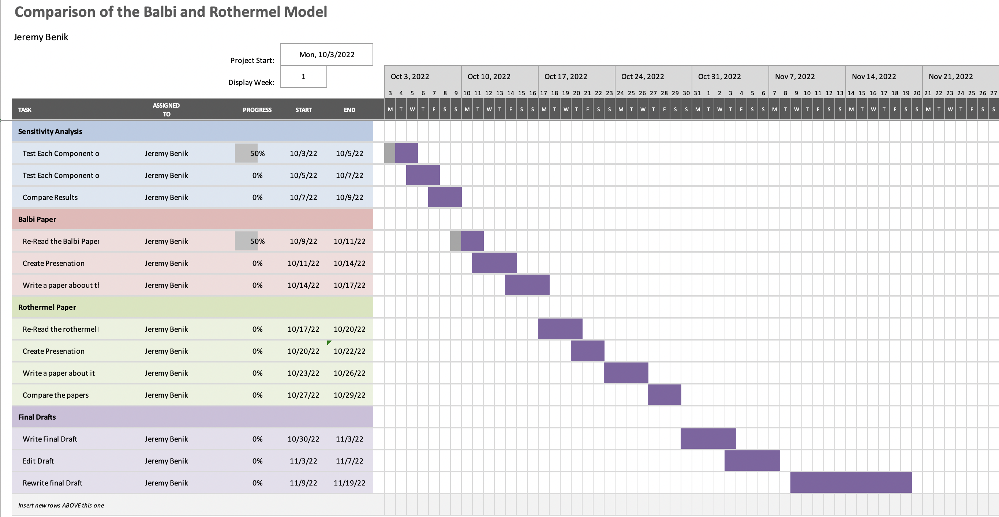 Comparison of the Balbi and Rothermel Model
Jeremy Benik
Project Start: Mon, 10/3/2022
Display Week: 1
Oct 3, 2022 Oct 10, 2022 Oct 17, 2022 Oct 24, 2022 Oct 31, 2022 Nov 7, 2022 Nov 14, 2022 Nov 21, 2022
3 4 5 6 7 8 9 10 11 12 13 14 15 16 17 18 19 20 21 22 23 24 25 26 27 28 29 30 31 1 2 3 4 5 6 7 8 9 10 11 12 13 14 15 16 17 18 19 20 21 22 23 24 25 26 27
TASK ASSIGNED TO PROGRESS START END M T W T F S S M T W T F S S M T W T F S S M T W T F S S M T W T F S S M T W T F S S M T W T F S S M T W T F S S
Sensitivity Analysis
Test Each Component o Jeremy Benik 50% 10/3/22 10/5/22
Test Each Component o Jeremy Benik 0% 10/5/22 10/7/22
Compare Results Jeremy Benik 0% 10/7/22 10/9/22
Balbi Paper
Re-Read the Balbi Paper Jeremy Benik 50% 10/9/22 10/11/22
Create Presenation Jeremy Benik 0% 10/11/22 10/14/22
Write a paper aboout th Jeremy Benik 0% 10/14/22 10/17/22
Rothermel Paper
Re-Read the rothermel Jeremy Benik 0% 10/17/22 10/20/22
Create Presenation Jeremy Benik 0% 10/20/22 10/22/22
Write a paper about it Jeremy Benik 0% 10/23/22 10/26/22
Compare the papers Jeremy Benik 0% 10/27/22 10/29/22
Final Drafts
Write Final Draft Jeremy Benik 0% 10/30/22 11/3/22
Edit Draft Jeremy Benik 0% 11/3/22 11/7/22
Rewrite final Draft Jeremy Benik 0% 11/9/22 11/19/22
Insert new rows ABOVE this one